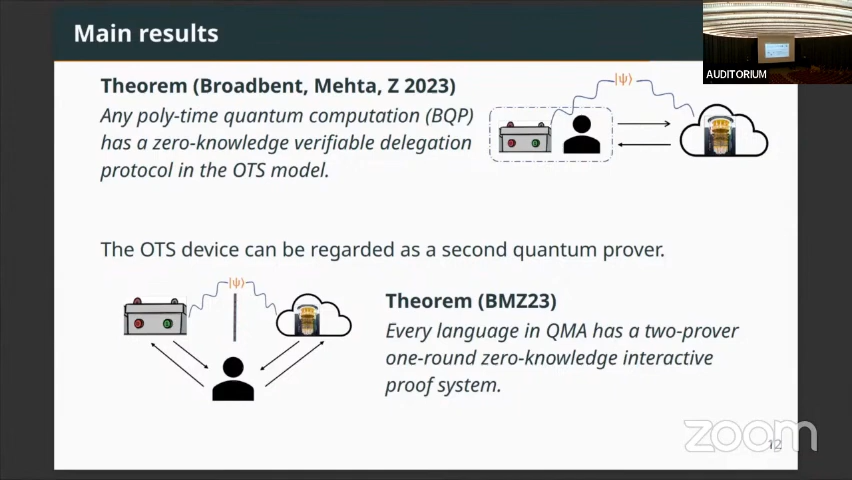 Main results
AUDITORIUM
Theorem (Broadbent, Mehta, Z 2023)
Any poly-time quantum computation (BQP)
has a zero-knowledge verifiable delegation
protocol in the OTS model.
|ψ⟩
The OTS device can be regarded as a second quantum prover.
|ψ⟩
Theorem (BMZ23)
Every language in QMA has a two-prover
one-round zero-knowledge interactive
proof system.
zoom
12